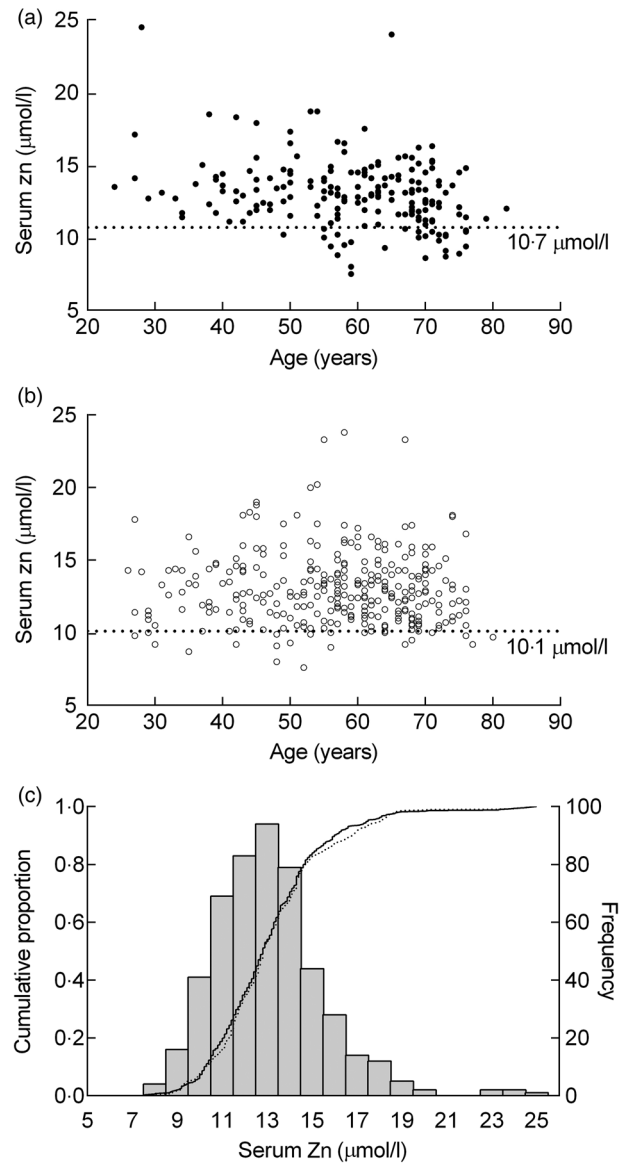 (a)
25
20
15
10
5
Serum zn (μmol/l)
10·7 μmol/l
20 30 40 50 60 70 80 90
Age (years)
(b)
25
20
15
10
5
Serum zn (μmol/l)
10·1 μmol/l
20 30 40 50 60 70 80 90
Age (years)
(c)
1·0
0·8
0·6
0·4
0·2
0·0
Cumulative proportion
100
80
60
40
20
0
Frequency
5 7 9 11 13 15 17 19 21 23 25
Serum Zn (μmol/l)